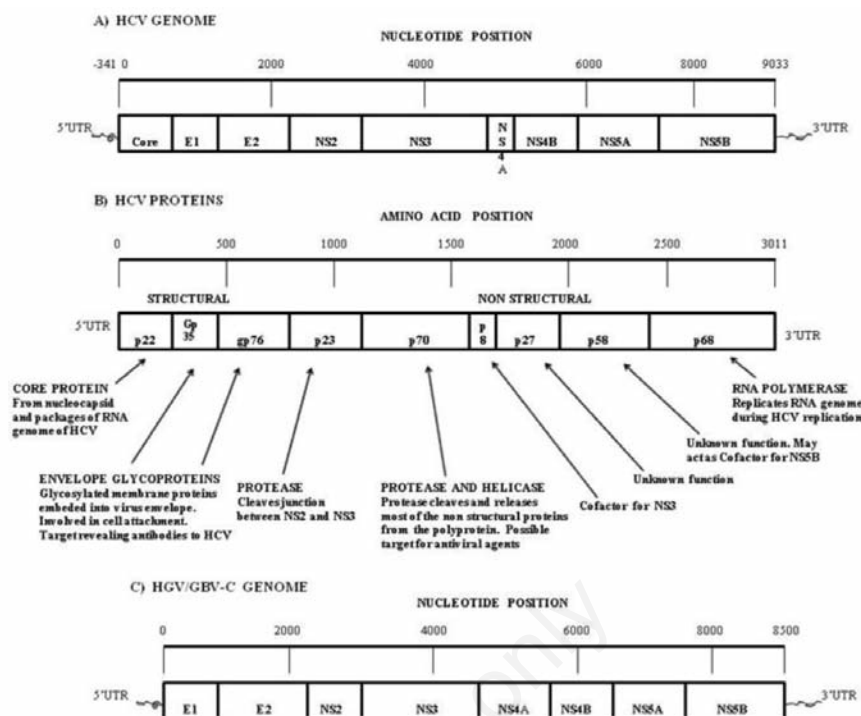 A) HCV GENOME
NUCLEOTIDE POSITION
-341 0 2000 4000 6000 8000 9033
5'UTR Core E1 E2 NS2 NS3 NS4A NS4B NS5A NS5B 3'UTR
B) HCV PROTEINS
AMINO ACID POSITION
0 500 1000 1500 2000 2500 3011
STRUCTURAL NON STRUCTURAL
5'UTR p22 Gp35 gp76 p23 p70 p8 p27 p58 p68 3'UTR
CORE PROTEIN
From nucleocapsid
and packages of RNA
genome of HCV
ENVELOPE GLYCOPROTEINS
Glycosylated membrane proteins
embeded into virus envelope.
Involved in cell attachment.
Target revealing antibodies to HCV
PROTEASE
Cleaves junction
between NS2 and NS3
PROTEASE AND HELICASE
Protease cleaves and releases
most of the non structural proteins
from the polyprotein. Possible
target for antiviral agents
Cofactor for NS3
Unknown function
Unknown function. May
act as Cofactor for NS5B
RNA POLYMERASE
Replicates RNA genome
during HCV replication
C) HGV/GBV-C GENOME
NUCLEOTIDE POSITION
0 2000 4000 6000 8000 8500
5'UTR E1 E2 NS2 NS3 NS4A NS4B NS5A NS5B 3'UTR
only